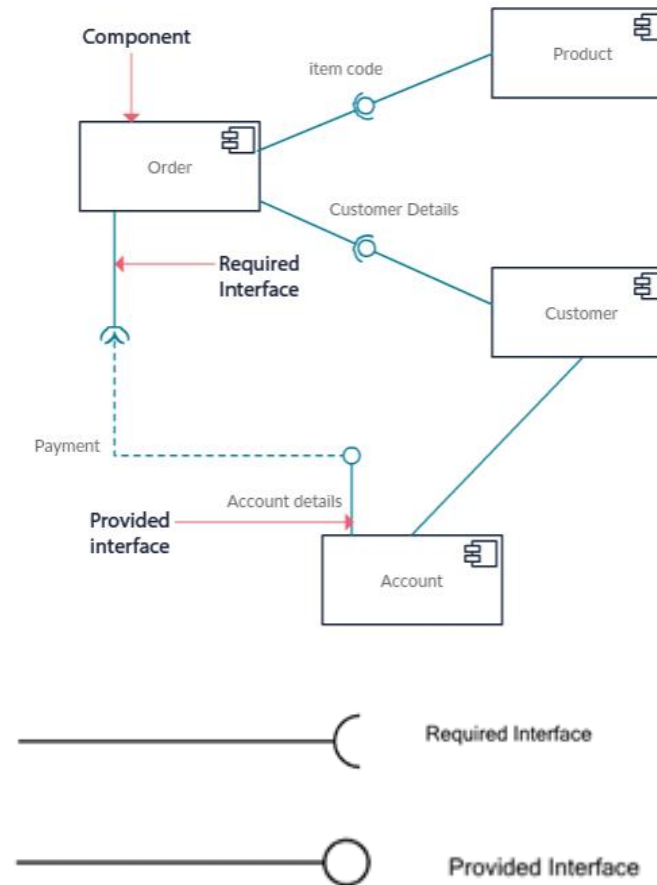 Component
Product
item code
Order
Customer Details
Required
Interface
Customer
Payment
Account details
Provided
interface
Account
Required Interface
Provided Interface